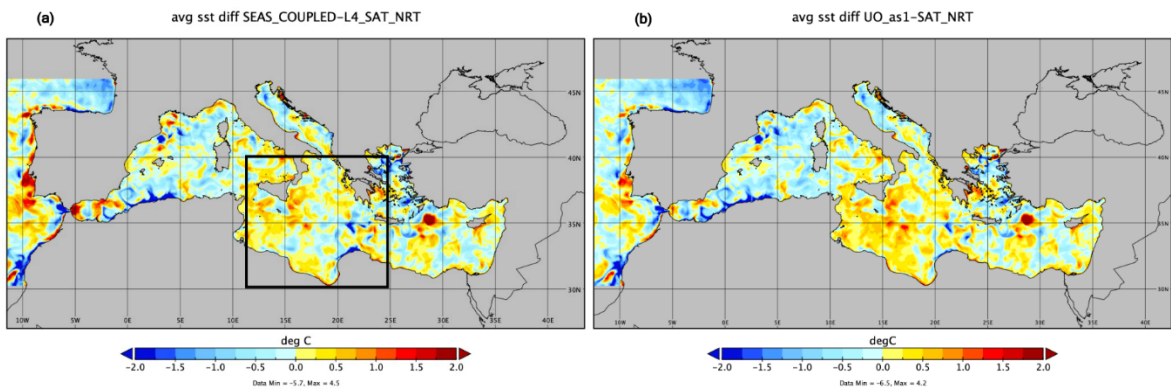 (a)
avg sst diff SEAS_COUPLED-L4_SAT_NRT
45N
40N
35N
30N
10W 5W 0E 5E 10E 15E 20E 25E 30E 35E 40E
deg C
-2.0 -1.5 -1.0 -0.5 0.0 0.5 1.0 1.5 2.0
Data Min = -5.7, Max = 4.5
(b)
avg sst diff UO_as1-SAT_NRT
45N
40N
35N
30N
10W 5W 0E 5E 10E 15E 20E 25E 30E 35E 40E
degC
-2.0 -1.5 -1.0 -0.5 0.0 0.5 1.0 1.5 2.0
Data Min = -6.5, Max = 4.2